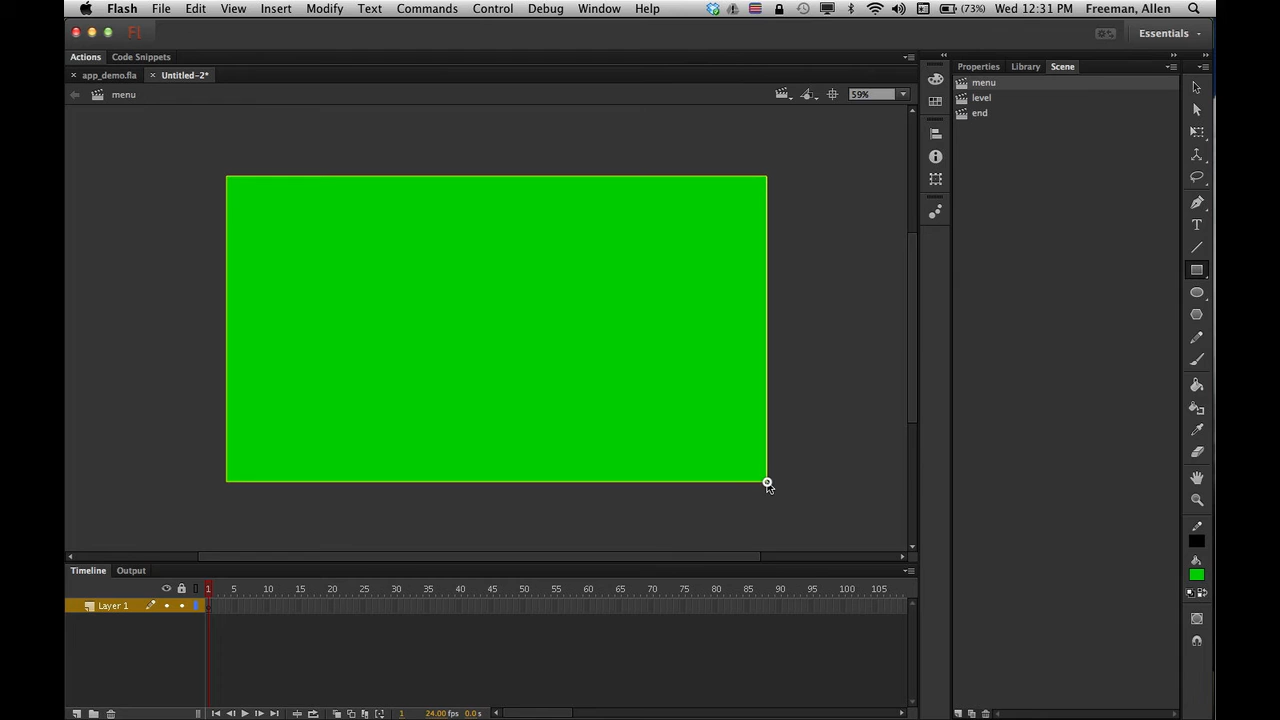 Flash File Edit View Insert Modify Text Commands Control Debug Window Help (73%) Wed 12:31 PM Freeman, Allen
Fl Essentials
Actions Code Snippets
app_demo.fla Untitled-2* Properties Library Scene
menu 59% menu
level
end
T
Timeline Output
1 5 10 15 20 25 30 35 40 45 50 55 60 65 70 75 80 85 90 95 100 105
Layer 1
1 24.00 fps 0.0 s